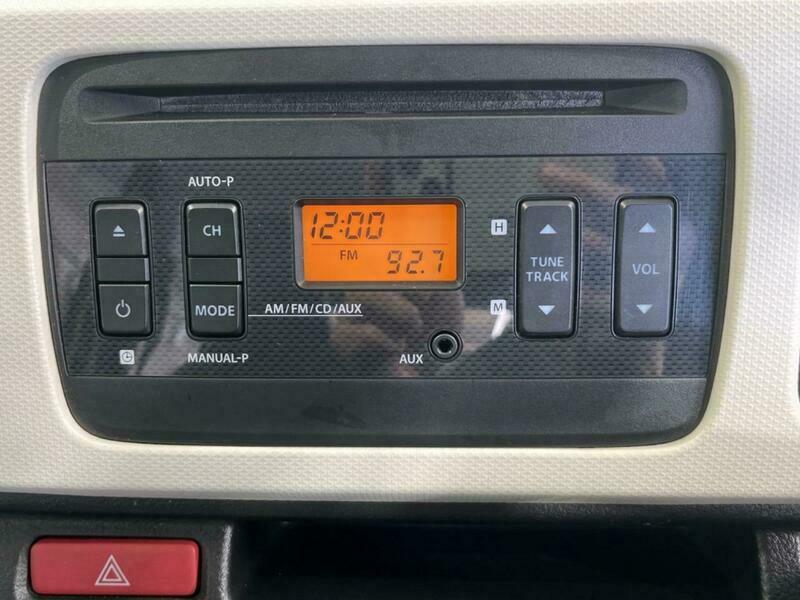 AUTO-P
CH
MODE
MANUAL-P
AM/FM/CD/AUX
12:00
FM
92.7
AUX
H
M
TUNE
TRACK
VOL